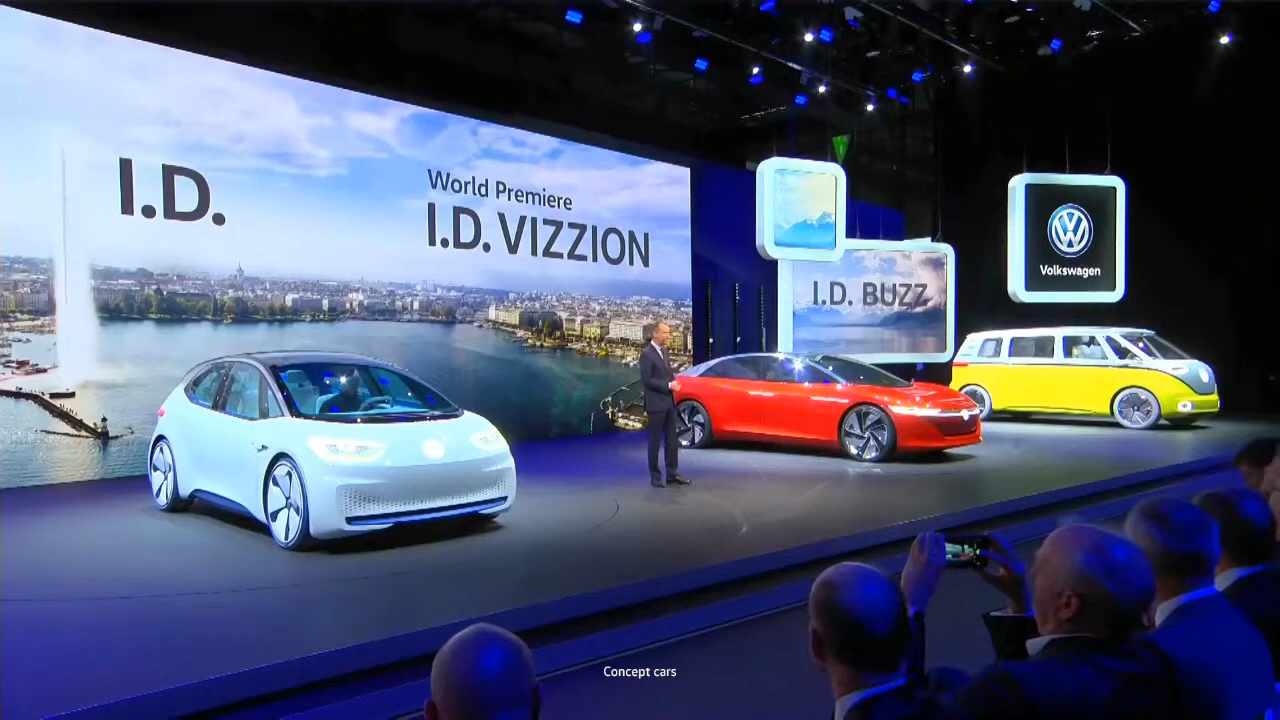 I.D.
World Premiere
I.D. VIZZION
I.D. BUZZ
Volkswagen
Concept cars